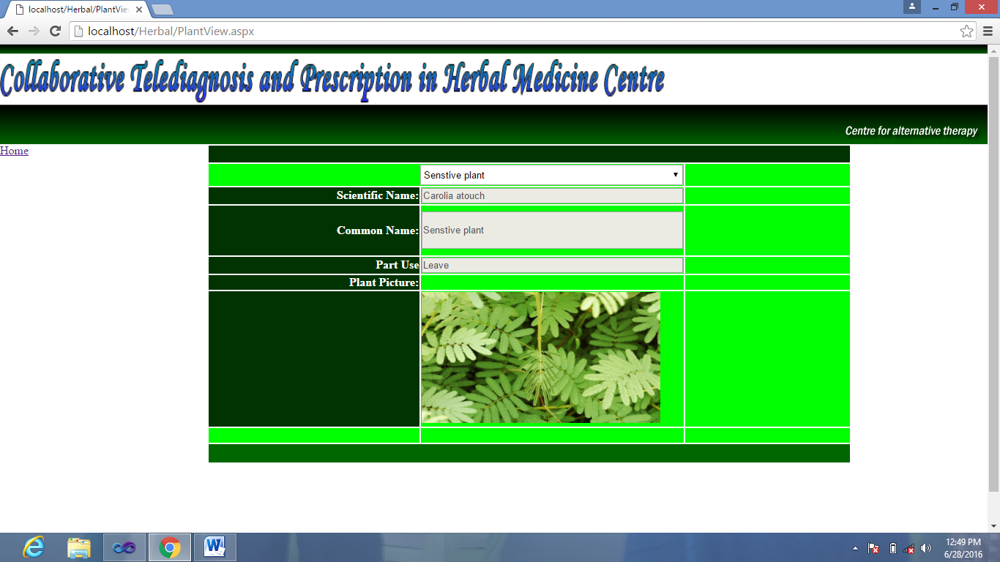 localhost/Herbal/PlantVie
localhost/Herbal/PlantView.aspx
Collaborative Telediagnosis and Prescription in Herbal Medicine Centre
Centre for alternative therapy
Home
Senstive plant
Scientific Name: Carolia atouch
Common Name: Senstive plant
Part Use Leave
Plant Picture:
12:49 PM
6/28/2016